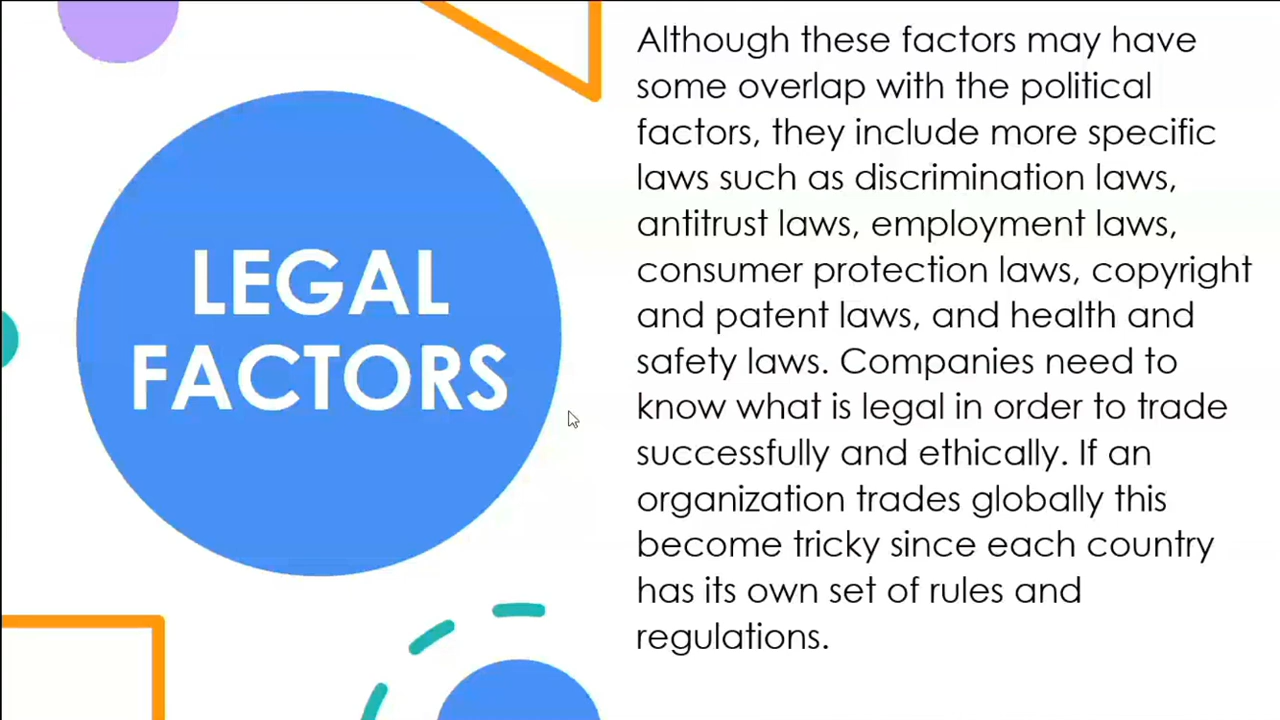 LEGAL
FACTORS
Although these factors may have
some overlap with the political
factors, they include more specific
laws such as discrimination laws,
antitrust laws, employment laws,
consumer protection laws, copyright
and patent laws, and health and
safety laws. Companies need to
know what is legal in order to trade
successfully and ethically. If an
organization trades globally this
become tricky since each country
has its own set of rules and
regulations.